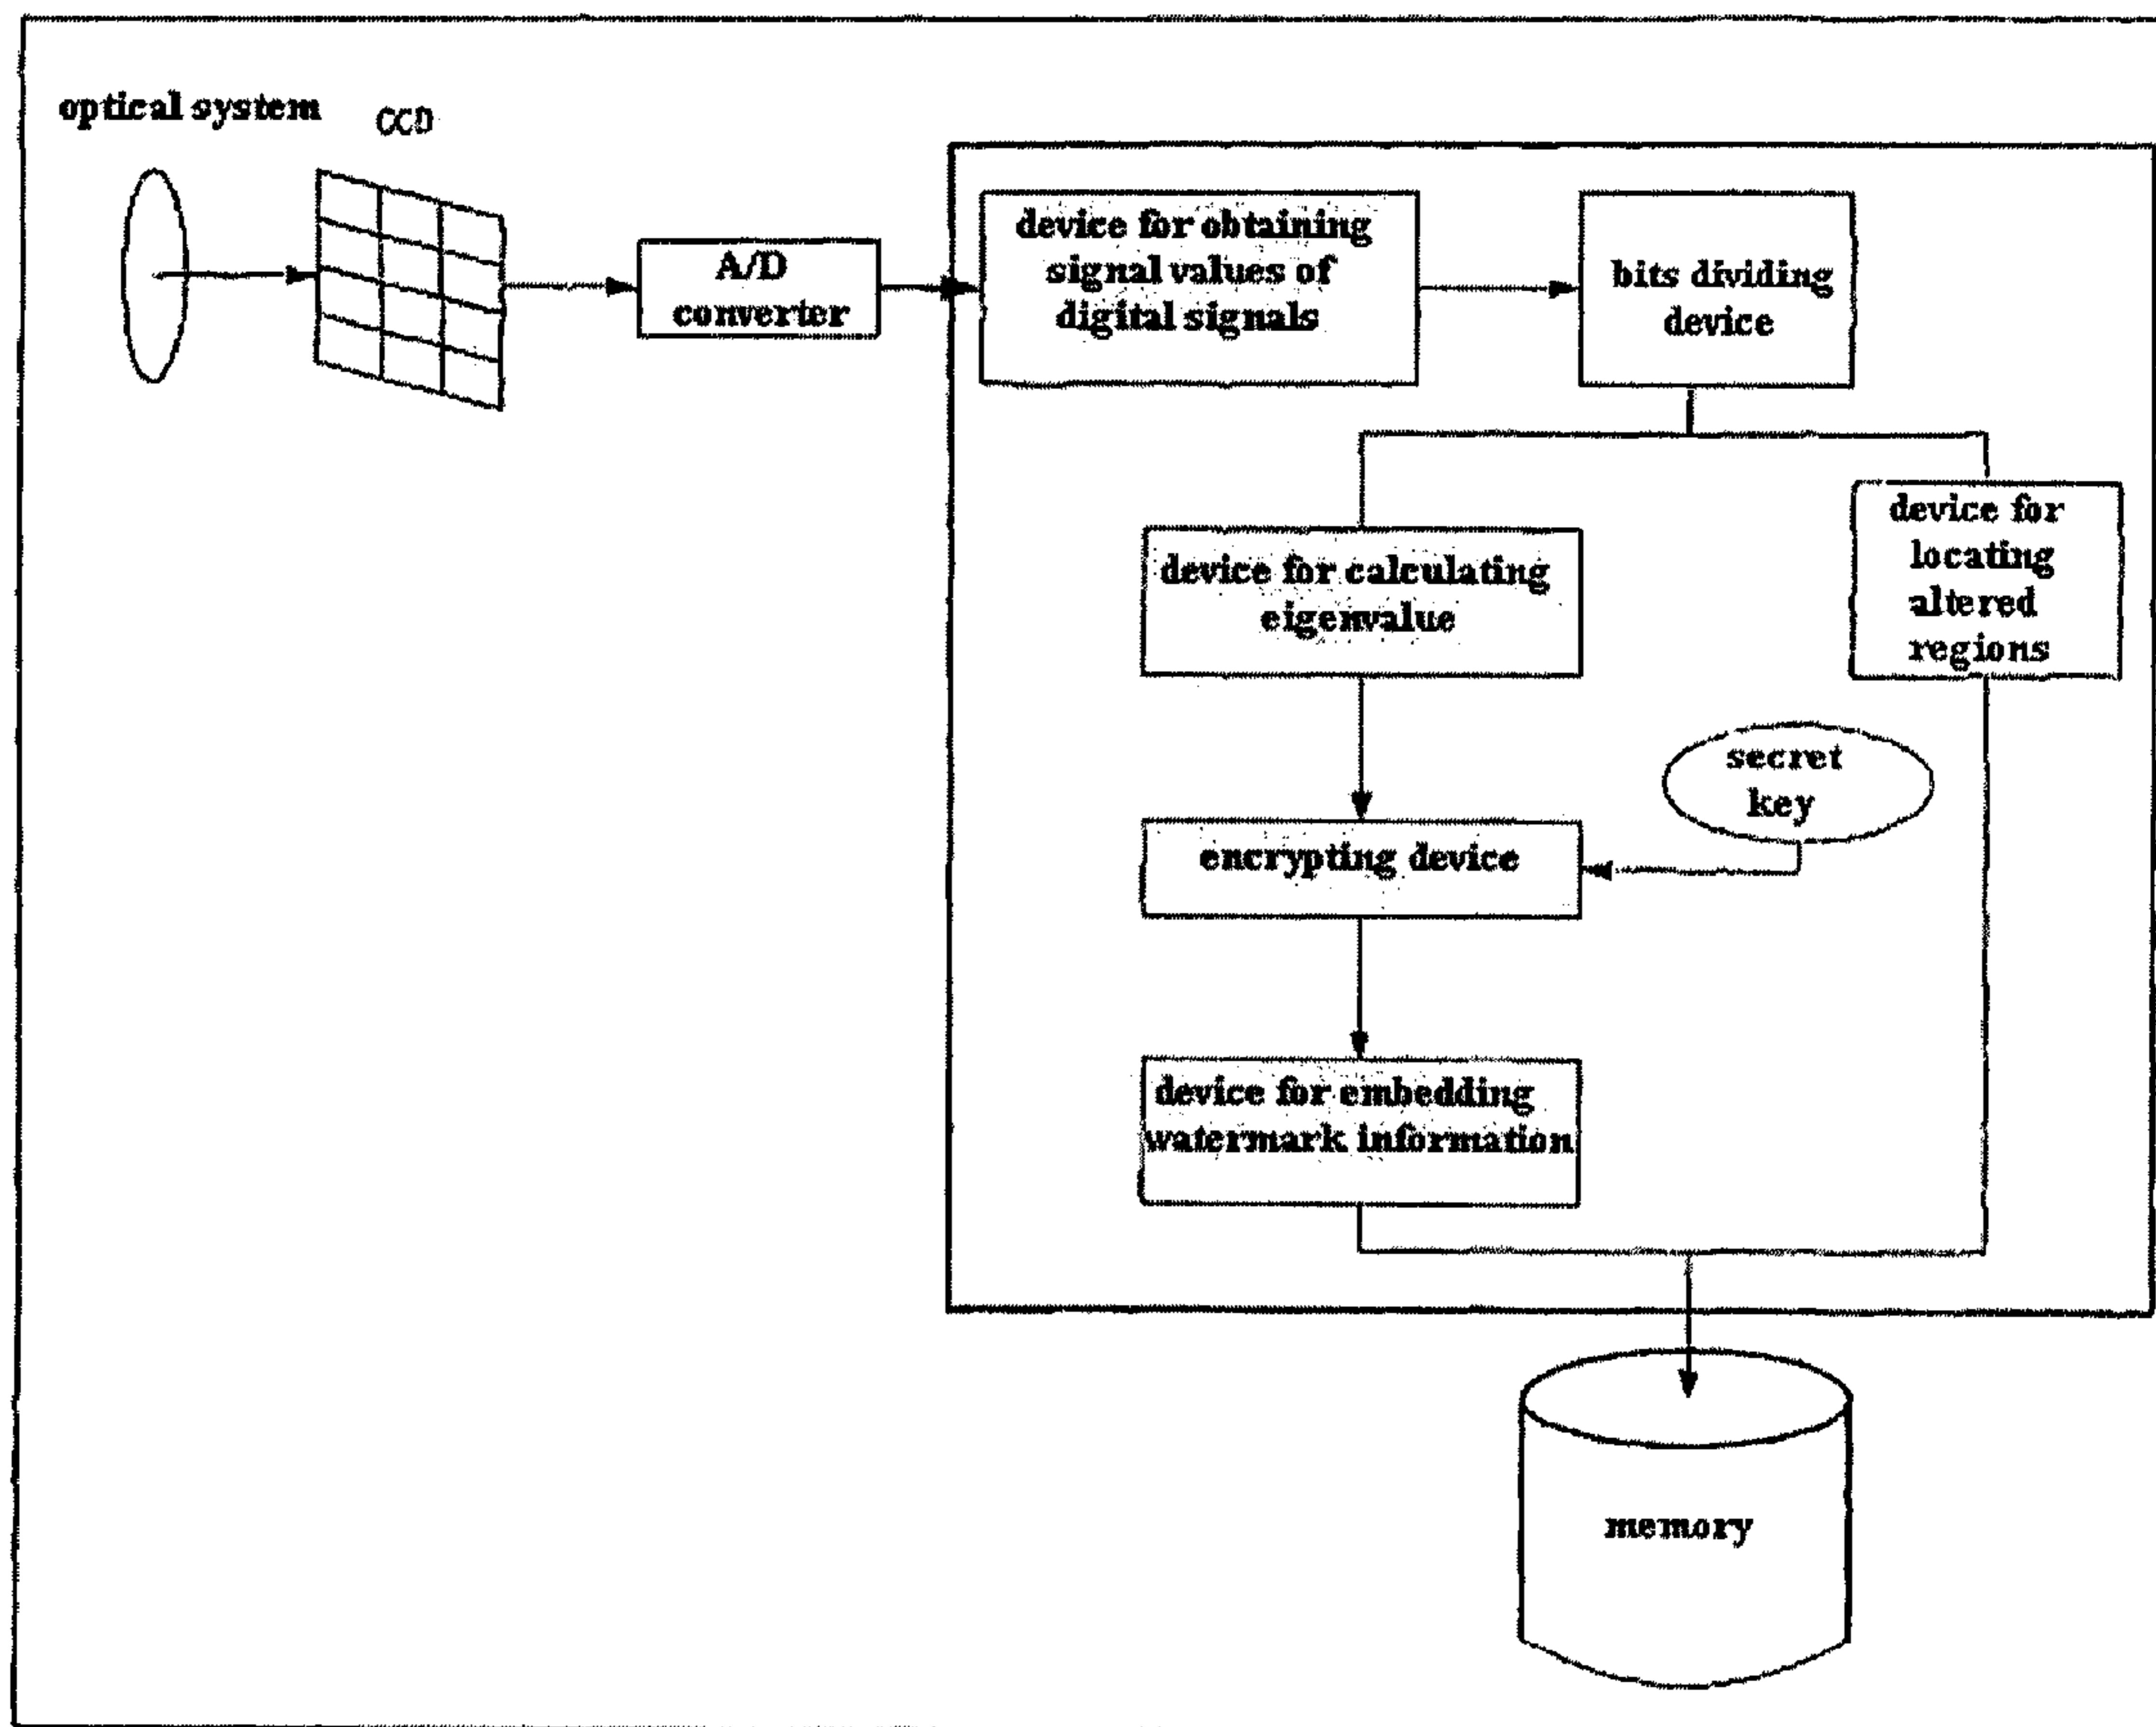 optical system
CCD
A/D
converter
device for obtaining
signal values of
digital signals
bits dividing
device
device for calculating
eigenvalue
device for
locating
altered
regions
secret
key
encrypting device
device for embedding
watermark information
memory